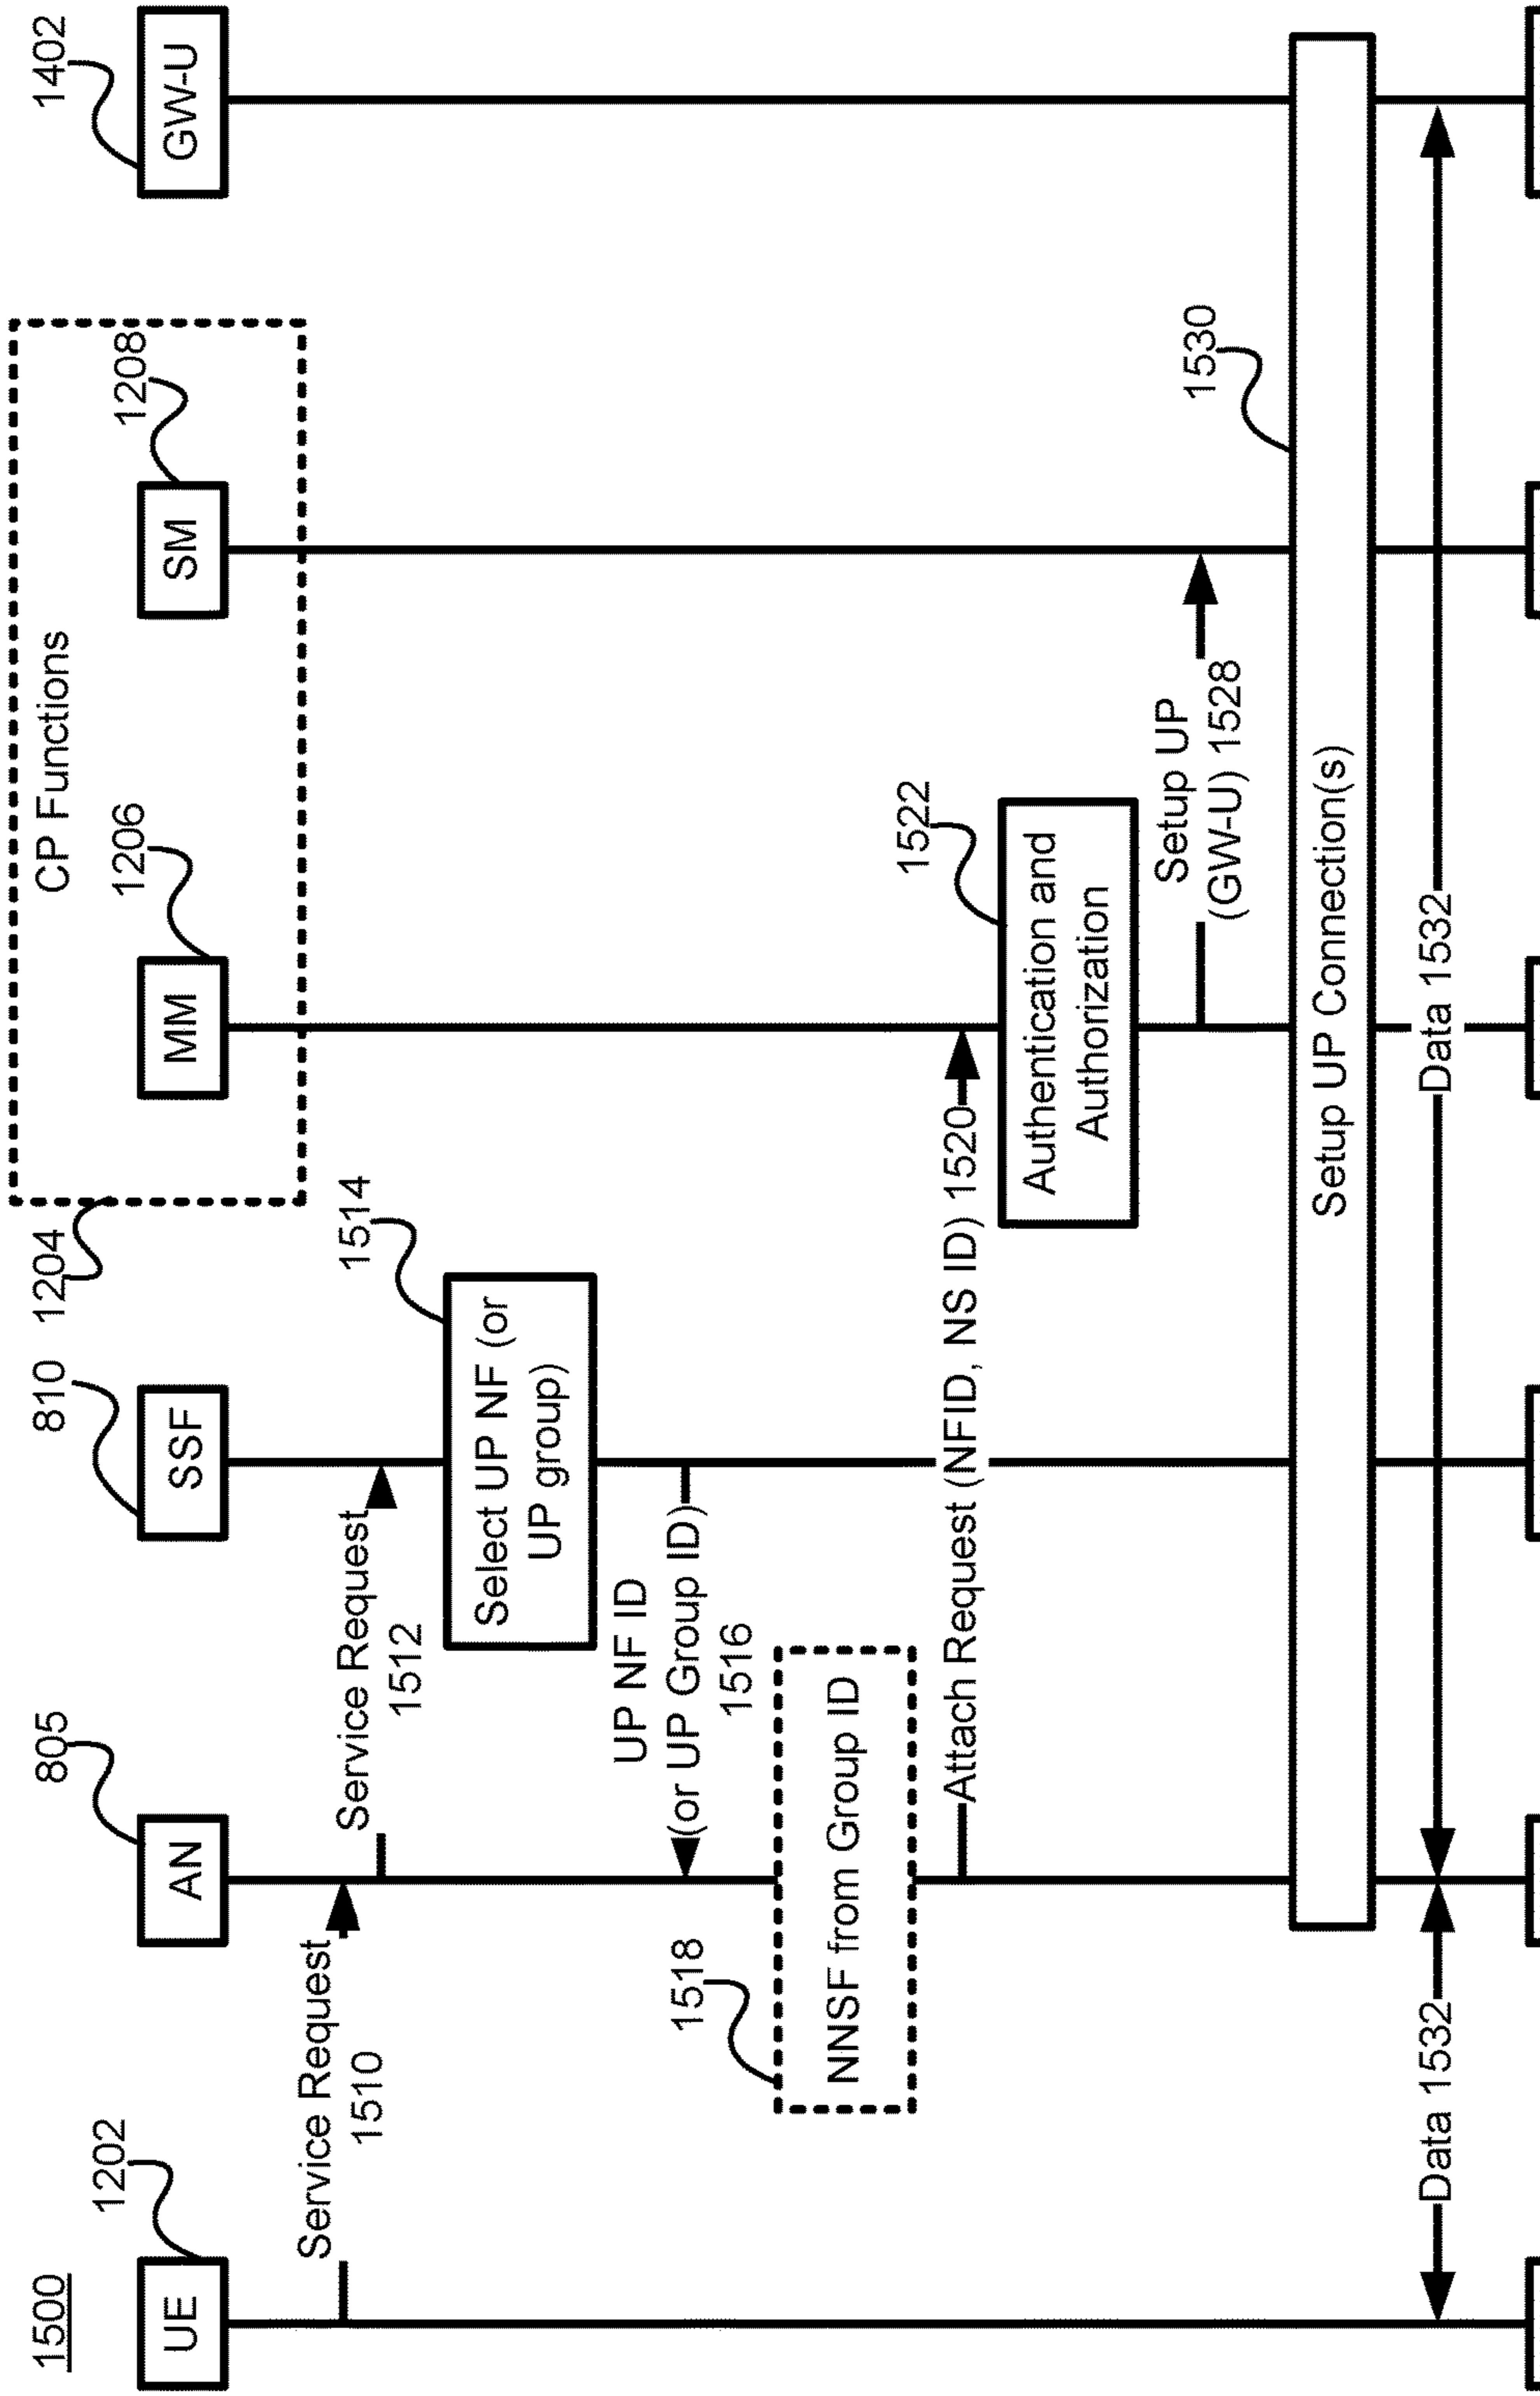 1500
1202
805
810
1204
CP Functions
1206
1208
1402
UE
AN
SSF
MM
SM
GW-U
Service Request
1510
Service Request
1512
1514
Select UP NF (or
UP group)
UP NF ID
(or UP Group ID)
1516
1518
NNSF from Group ID
Attach Request (NFID, NS ID) 1520
1522
Authentication and
Authorization
Setup UP
(GW-U) 1528
1530
Setup UP Connection(s)
Data 1532
Data 1532